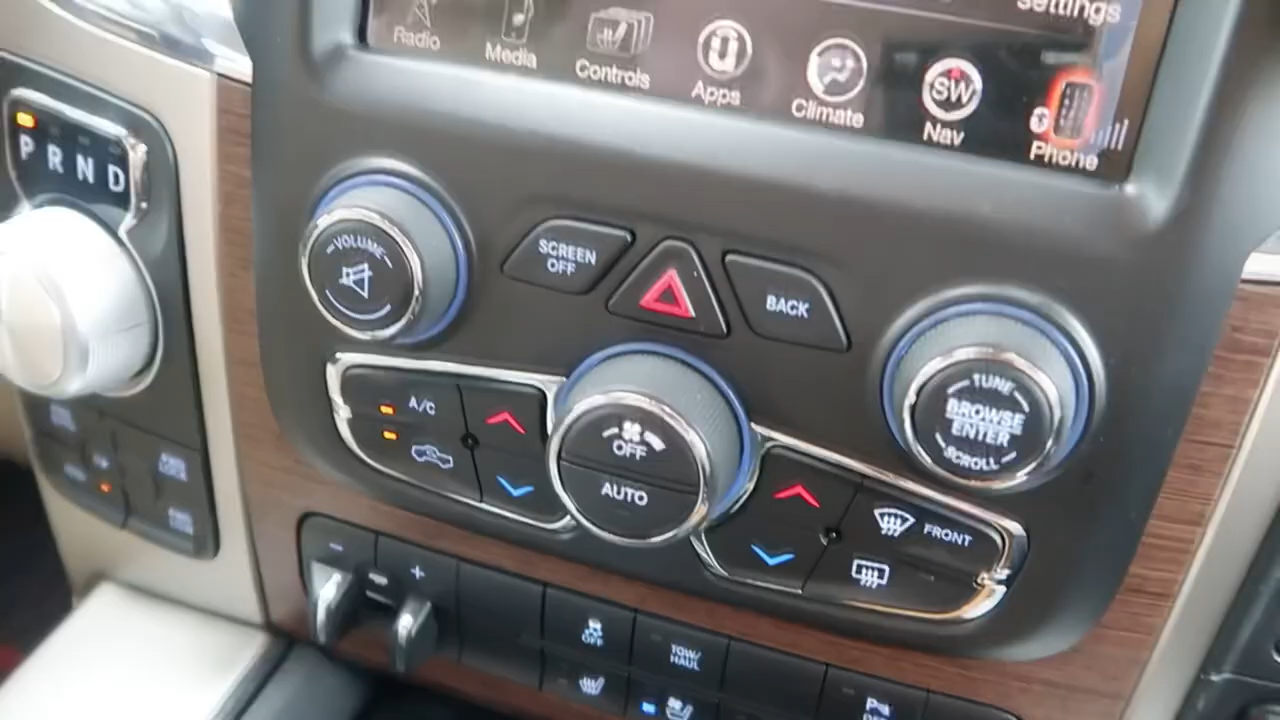 settings
Radio
Media
Controls
Apps
Climate
SW
Nav
Phone
P R N D
VOLUME
SCREEN
OFF
BACK
TUNE
BROWSE
ENTER
SCROLL
A/C
OFF
AUTO
FRONT
- +
OFF
TOW/
HAUL